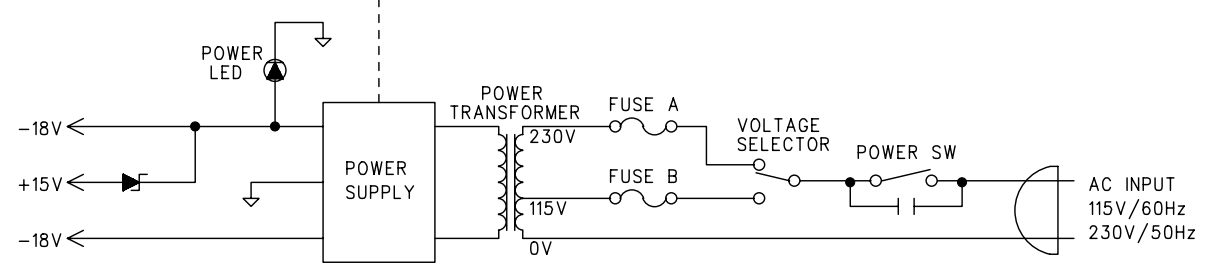 POWER
LED
-18V
+15V
-18V
POWER
SUPPLY
POWER
TRANSFORMER
230V
115V
0V
FUSE A
FUSE B
VOLTAGE
SELECTOR
POWER SW
AC INPUT
115V/60Hz
230V/50Hz